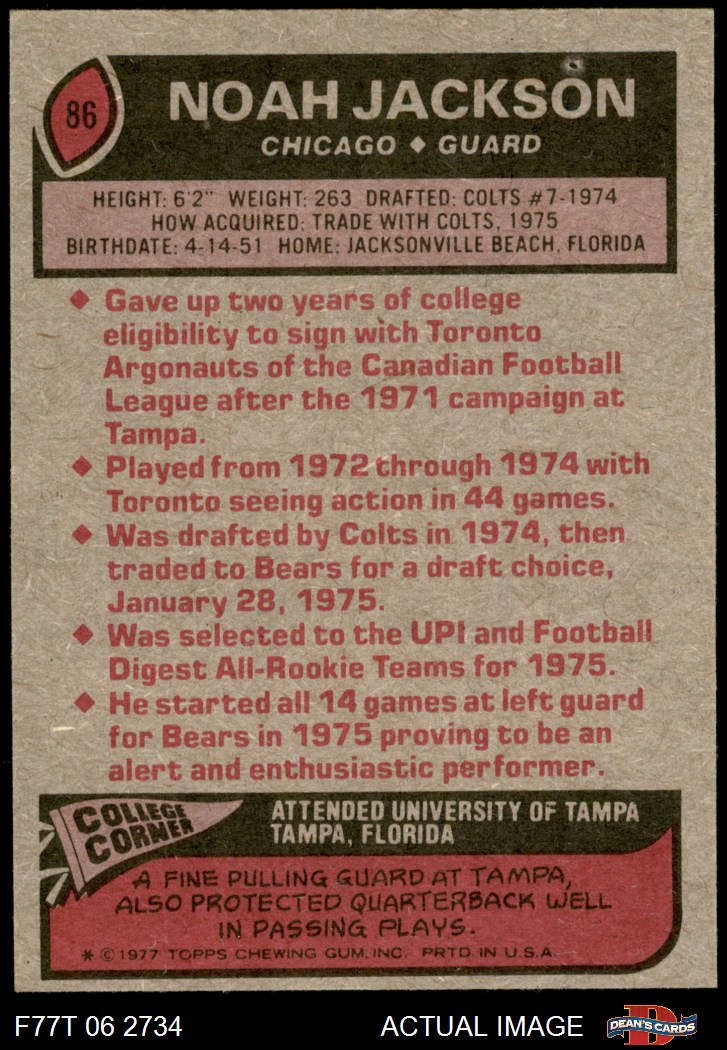 86
NOAH JACKSON
CHICAGO ♦ GUARD
HEIGHT: 6'2" WEIGHT: 263 DRAFTED: COLTS #7-1974
HOW ACQUIRED: TRADE WITH COLTS, 1975
BIRTHDATE: 4-14-51 HOME: JACKSONVILLE BEACH, FLORIDA
♦ Gave up two years of college
eligibility to sign with Toronto
Argonauts of the Canadian Football
League after the 1971 campaign at
Tampa.
♦ Played from 1972 through 1974 with
Toronto seeing action in 44 games.
♦ Was drafted by Colts in 1974, then
traded to Bears for a draft choice,
January 28, 1975.
♦ Was selected to the UPI and Football
Digest All-Rookie Teams for 1975.
♦ He started all 14 games at left guard
for Bears in 1975 proving to be an
alert and enthusiastic performer.
COLLEGE
CORNER
ATTENDED UNIVERSITY OF TAMPA
TAMPA, FLORIDA
A FINE PULLING GUARD AT TAMPA,
ALSO PROTECTED QUARTERBACK WELL
IN PASSING PLAYS.
* © 1977 TOPPS CHEWING GUM, INC. PRTD. IN U.S.A.
F77T 06 2734
ACTUAL IMAGE
D
DEAN'S CARDS